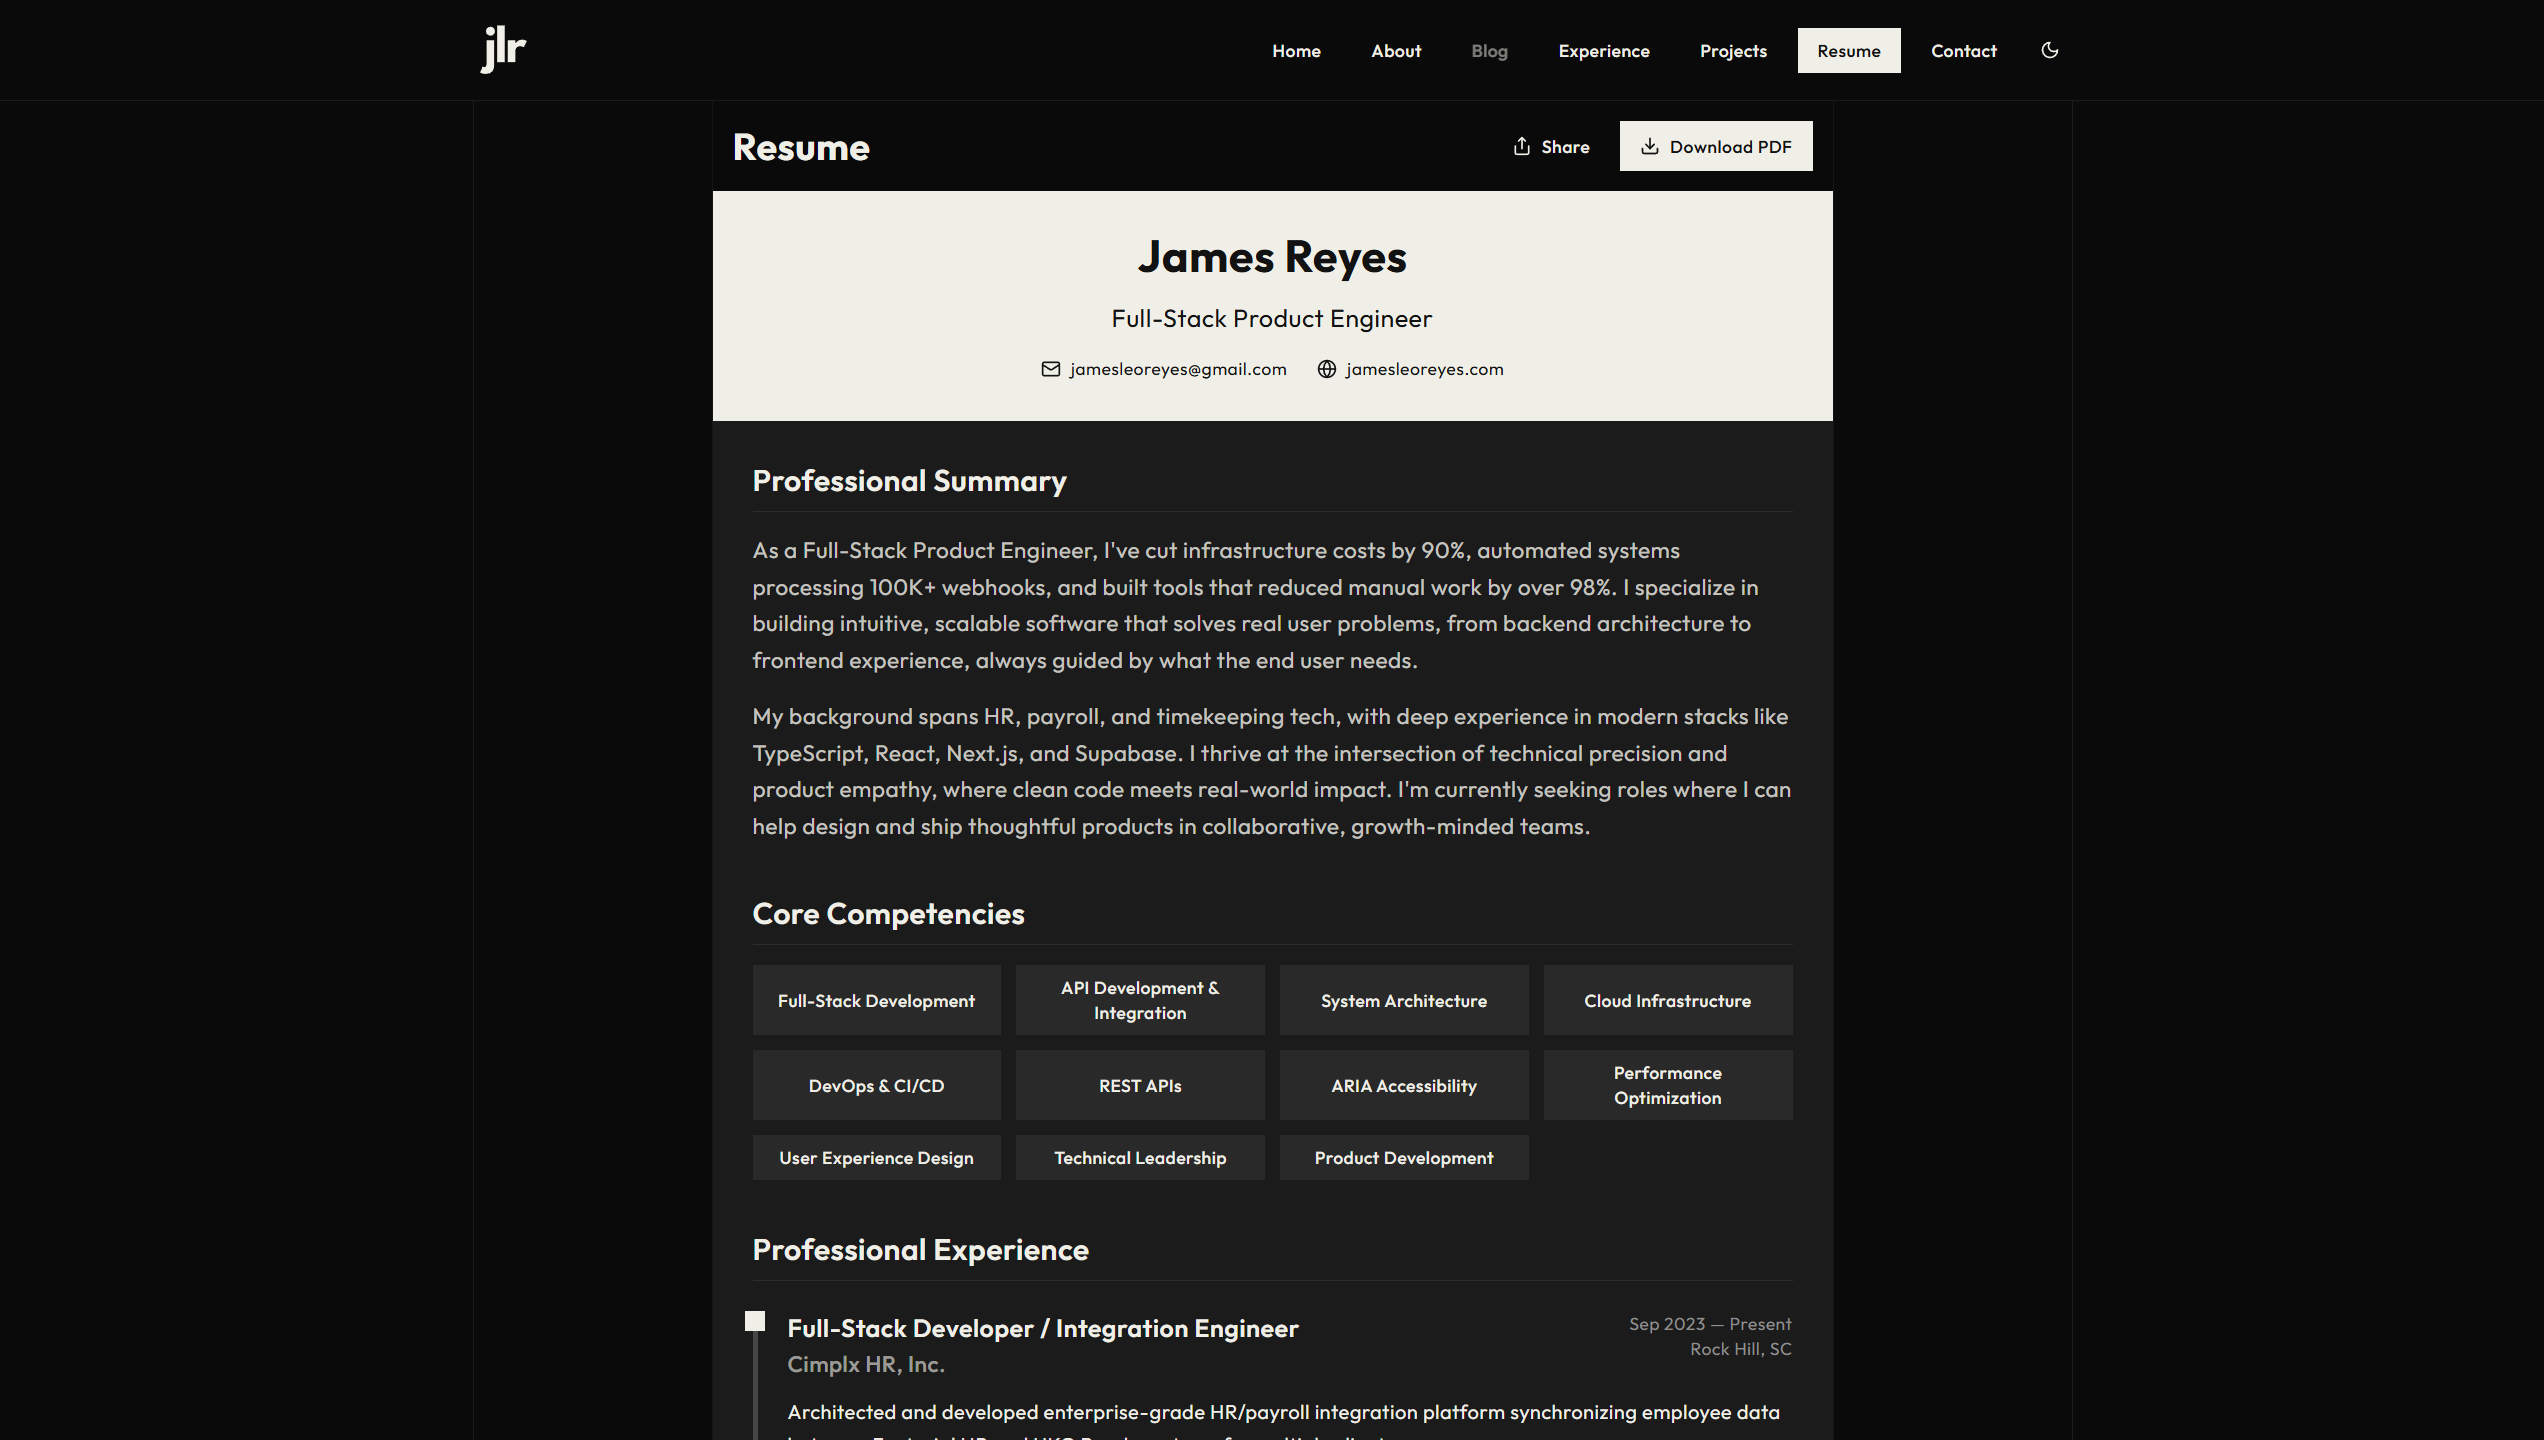 jlr
Home
About
Blog
Experience
Projects
Resume
Contact
Resume
Share
Download PDF
James Reyes
Full-Stack Product Engineer
jamesleoreyes@gmail.com
jamesleoreyes.com
Professional Summary
As a Full-Stack Product Engineer, I've cut infrastructure costs by 90%, automated systems
processing 100K+ webhooks, and built tools that reduced manual work by over 98%. I specialize in
building intuitive, scalable software that solves real user problems, from backend architecture to
frontend experience, always guided by what the end user needs.
My background spans HR, payroll, and timekeeping tech, with deep experience in modern stacks like
TypeScript, React, Next.js, and Supabase. I thrive at the intersection of technical precision and
product empathy, where clean code meets real-world impact. I'm currently seeking roles where I can
help design and ship thoughtful products in collaborative, growth-minded teams.
Core Competencies
Full-Stack Development
API Development &
Integration
System Architecture
Cloud Infrastructure
DevOps & CI/CD
REST APIs
ARIA Accessibility
Performance
Optimization
User Experience Design
Technical Leadership
Product Development
Professional Experience
Full-Stack Developer / Integration Engineer
Sep 2023 — Present
Cimplx HR, Inc.
Rock Hill, SC
Architected and developed enterprise-grade HR/payroll integration platform synchronizing employee data